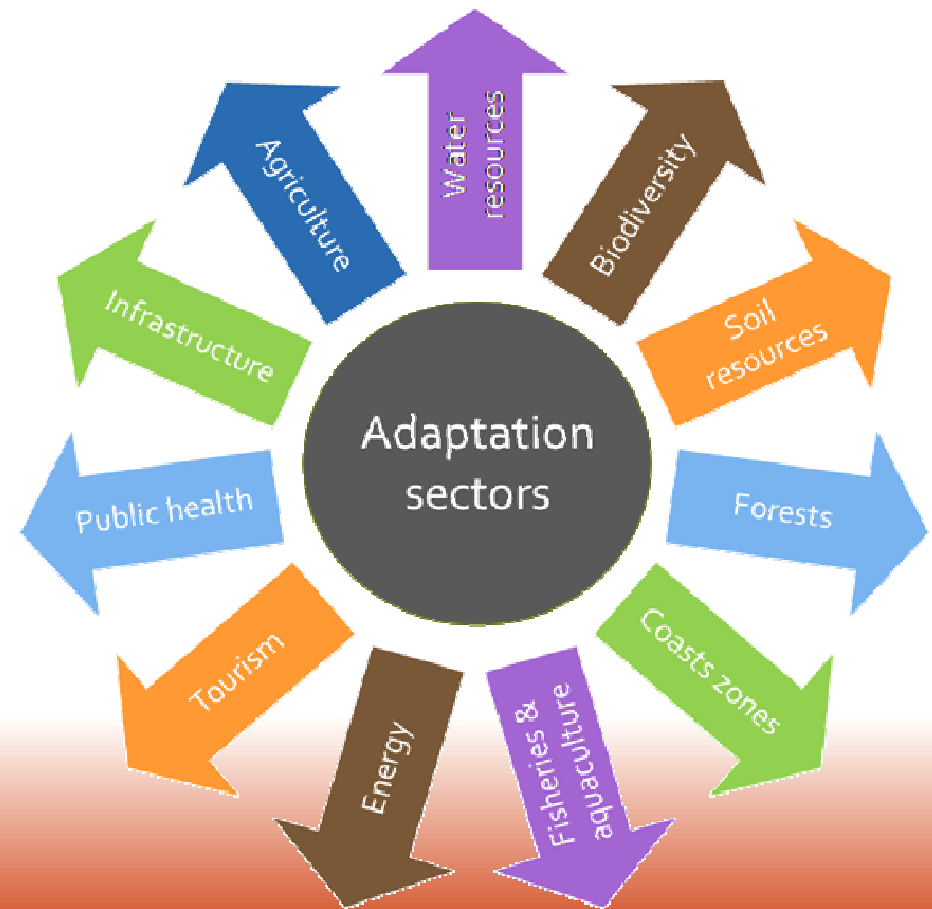 Adaptation
sectors
Water
resources
Biodiversity
Soil
resources
Forests
Coasts zones
Fisheries &
aquaculture
Energy
Tourism
Public health
Infrastructure
Agriculture